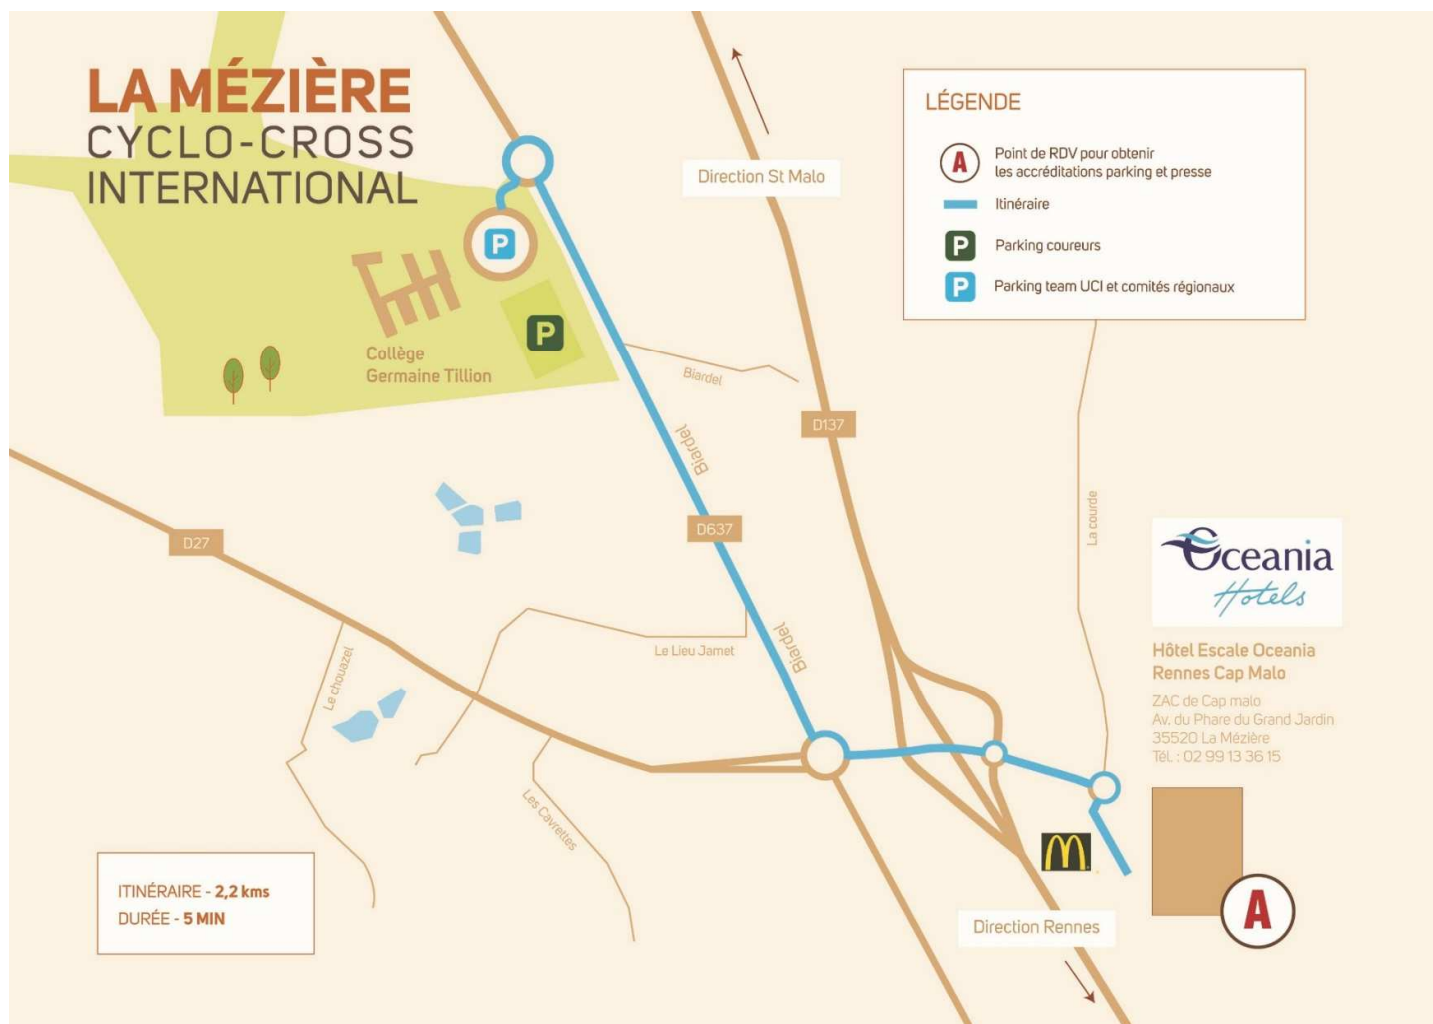 LA MÉZIÈRE
CYCLO-CROSS
INTERNATIONAL
Direction St Malo
LÉGENDE
A
Point de RDV pour obtenir
les accréditations parking et presse
Itinéraire
P
Parking coureurs
P
Parking team UCI et comités régionaux
P
P
Collège
Germaine Tillion
Biardel
D137
Biardel
D637
D27
La courde
Oceania
Hotels
Hôtel Escale Oceania
Rennes Cap Malo
ZAC de Cap malo
Av. du Phare du Grand Jardin
35520 La Mézière
Tél. : 02 99 13 36 15
Biardel
Le Lieu Jamet
Le chouazel
Les Cavrettes
ITINÉRAIRE - 2,2 kms
DURÉE - 5 MIN
M
A
Direction Rennes